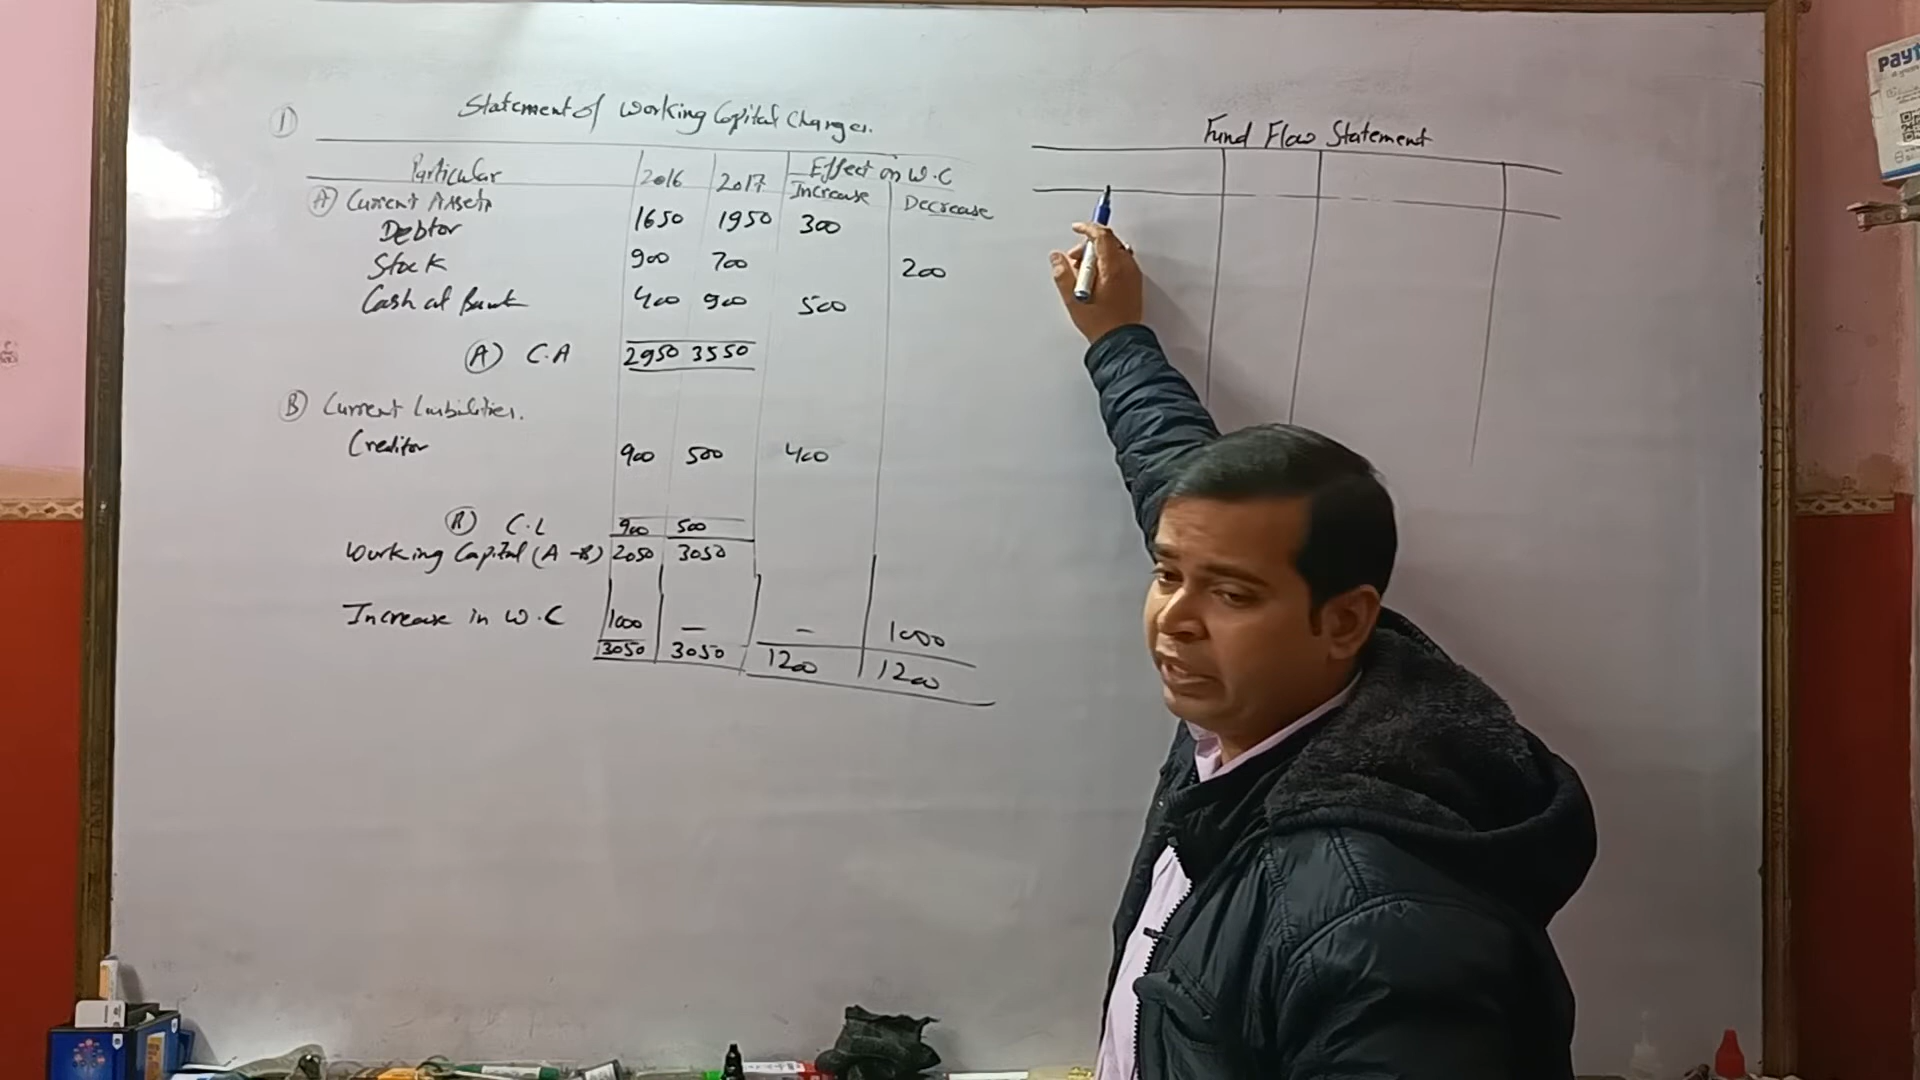 1
Statement of Working Capital Changes.
Particular 2016 2017 Effect on W.C
Increase Decrease
A Current Assets
Debtor 1650 1950 300
Stock 900 700 200
Cash at Bank 400 900 500
A C.A 2950 3550
B Current Liabilities.
Creditor 900 500 400
C.L 900 500
Working Capital (A-B) 2050 3050
Increase in W.C 1000 — — 1000
3050 3050 1200 1200
Fund Flow Statement
Payt